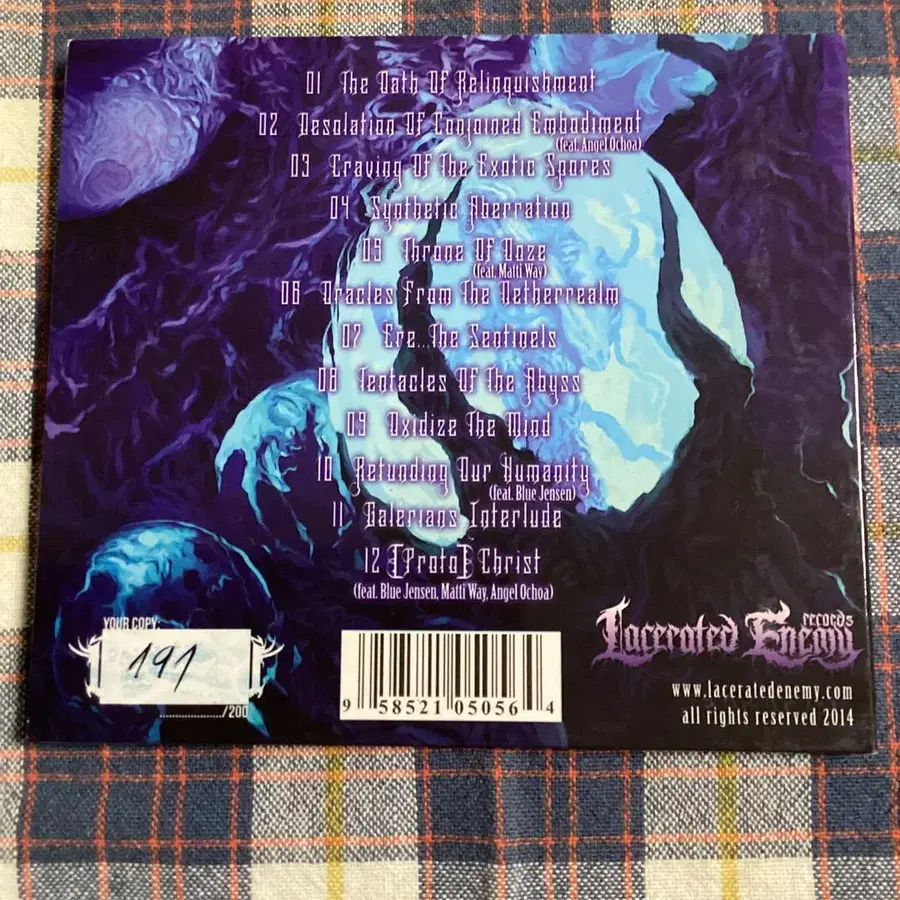 01 The Oath Of Relinquishment
02 Desolation Of Conjoined Embodiment
(feat. Angel Ochoa)
03 Craving Of The Exotic Spores
04 Synthetic Aberration
05 Throne Of Ooze
(feat. Matti Way)
06 Oracles From The Netherrealm
07 Ere...The Sentinels
08 Tentacles Of The Abyss
09 Oxidize The Mind
10 Refunding Our Humanity
(feat. Blue Jensen)
11 Galerians Interlude
12 [Proto] Christ
(feat. Blue Jensen, Matti Way, Angel Ochoa)
YOUR COPY:
191
/200
9 58521 05056 4
Lacerated Enemy records
www.laceratedenemy.com
all rights reserved 2014